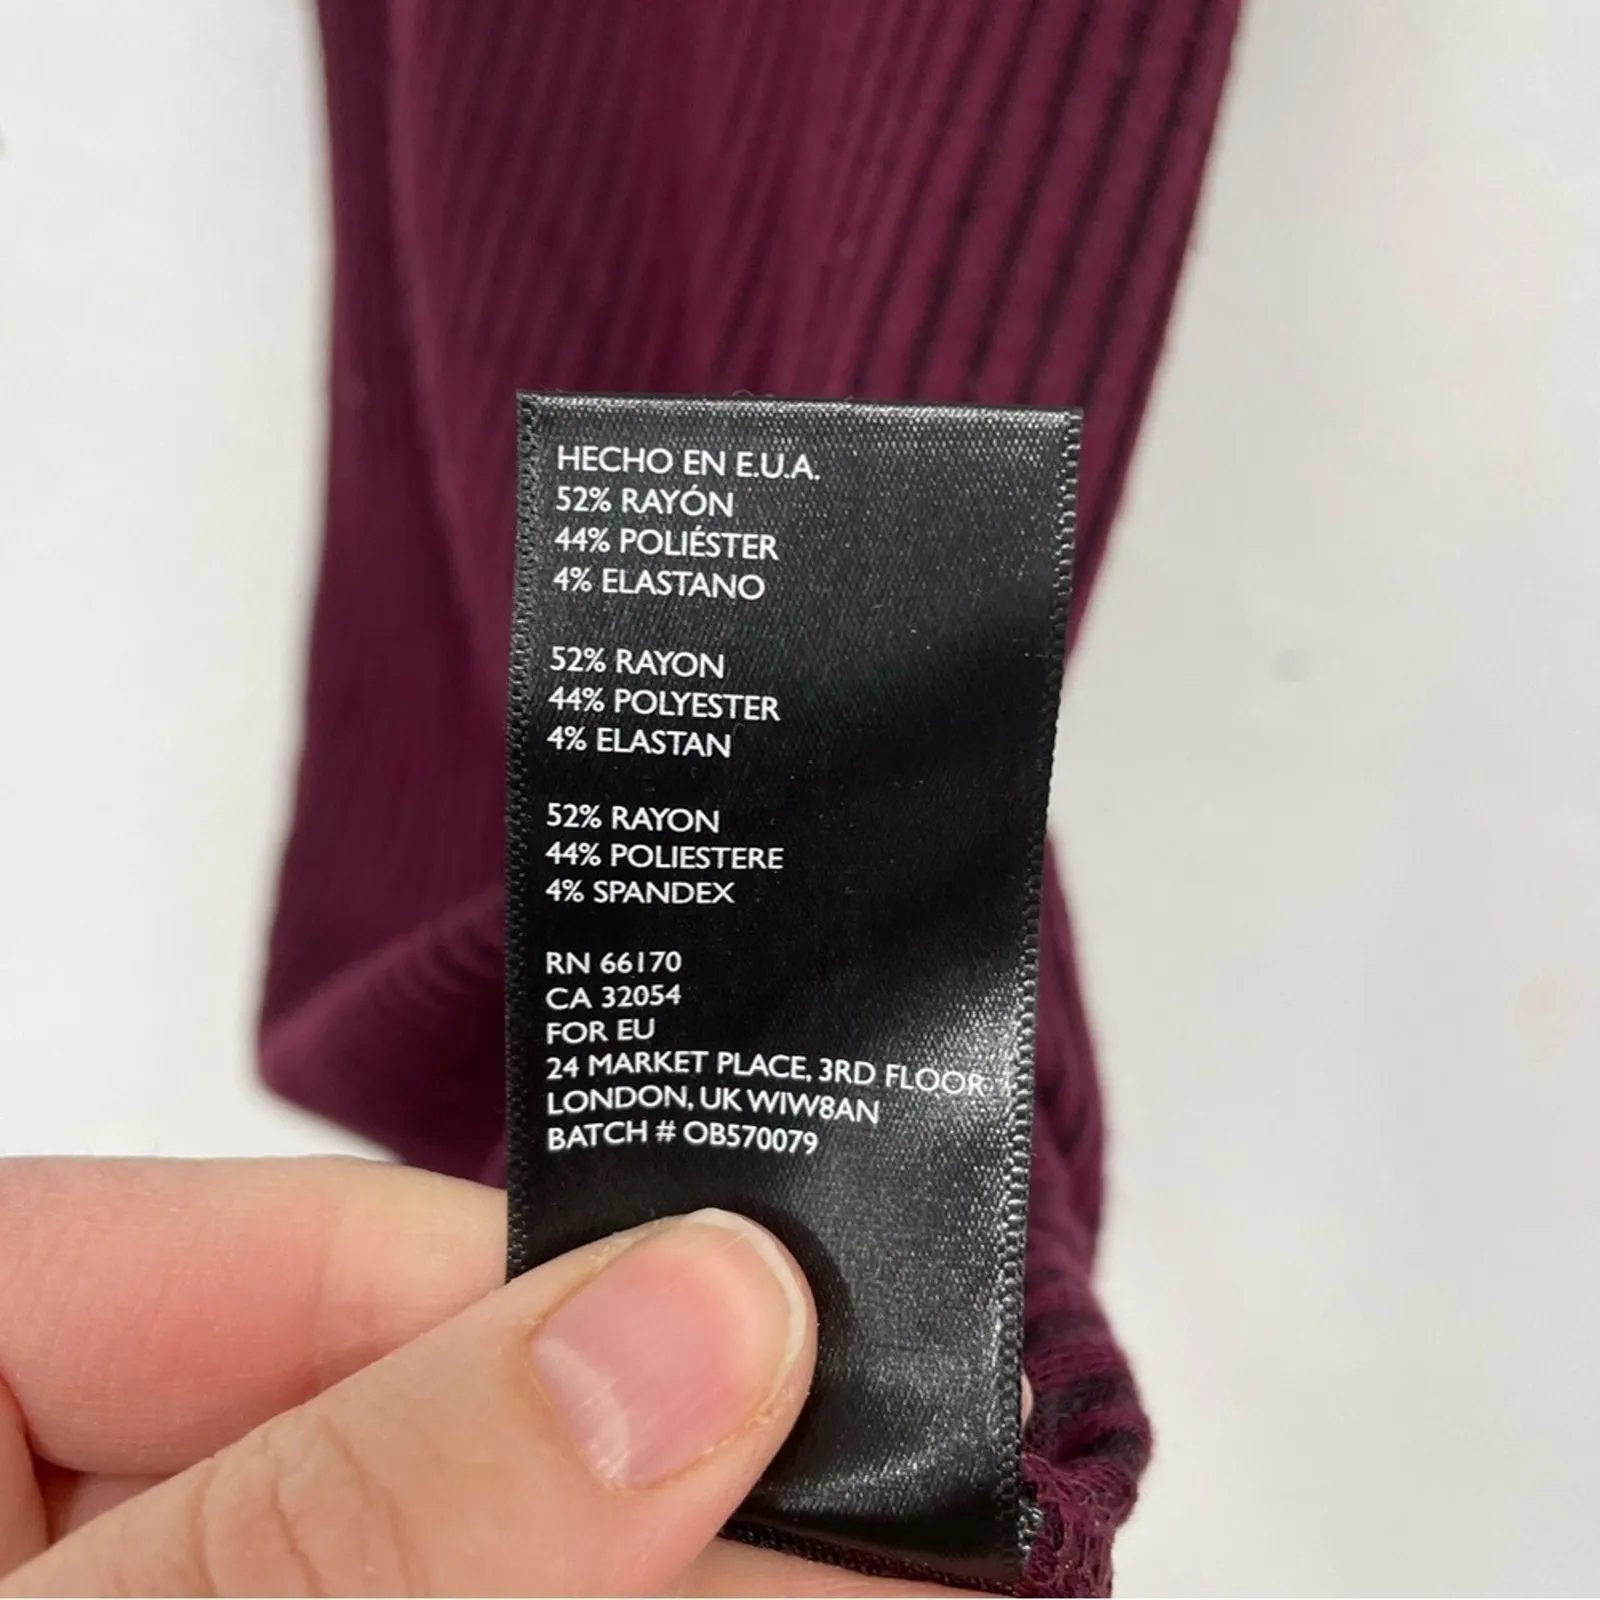 HECHO EN E.U.A.
52% RAYÓN
44% POLIÉSTER
4% ELASTANO
52% RAYON
44% POLYESTER
4% ELASTAN
52% RAYON
44% POLIESTERE
4% SPANDEX
RN 66170
CA 32054
FOR EU
24 MARKET PLACE, 3RD FLOOR
LONDON, UK WIW8AN
BATCH # OB570079